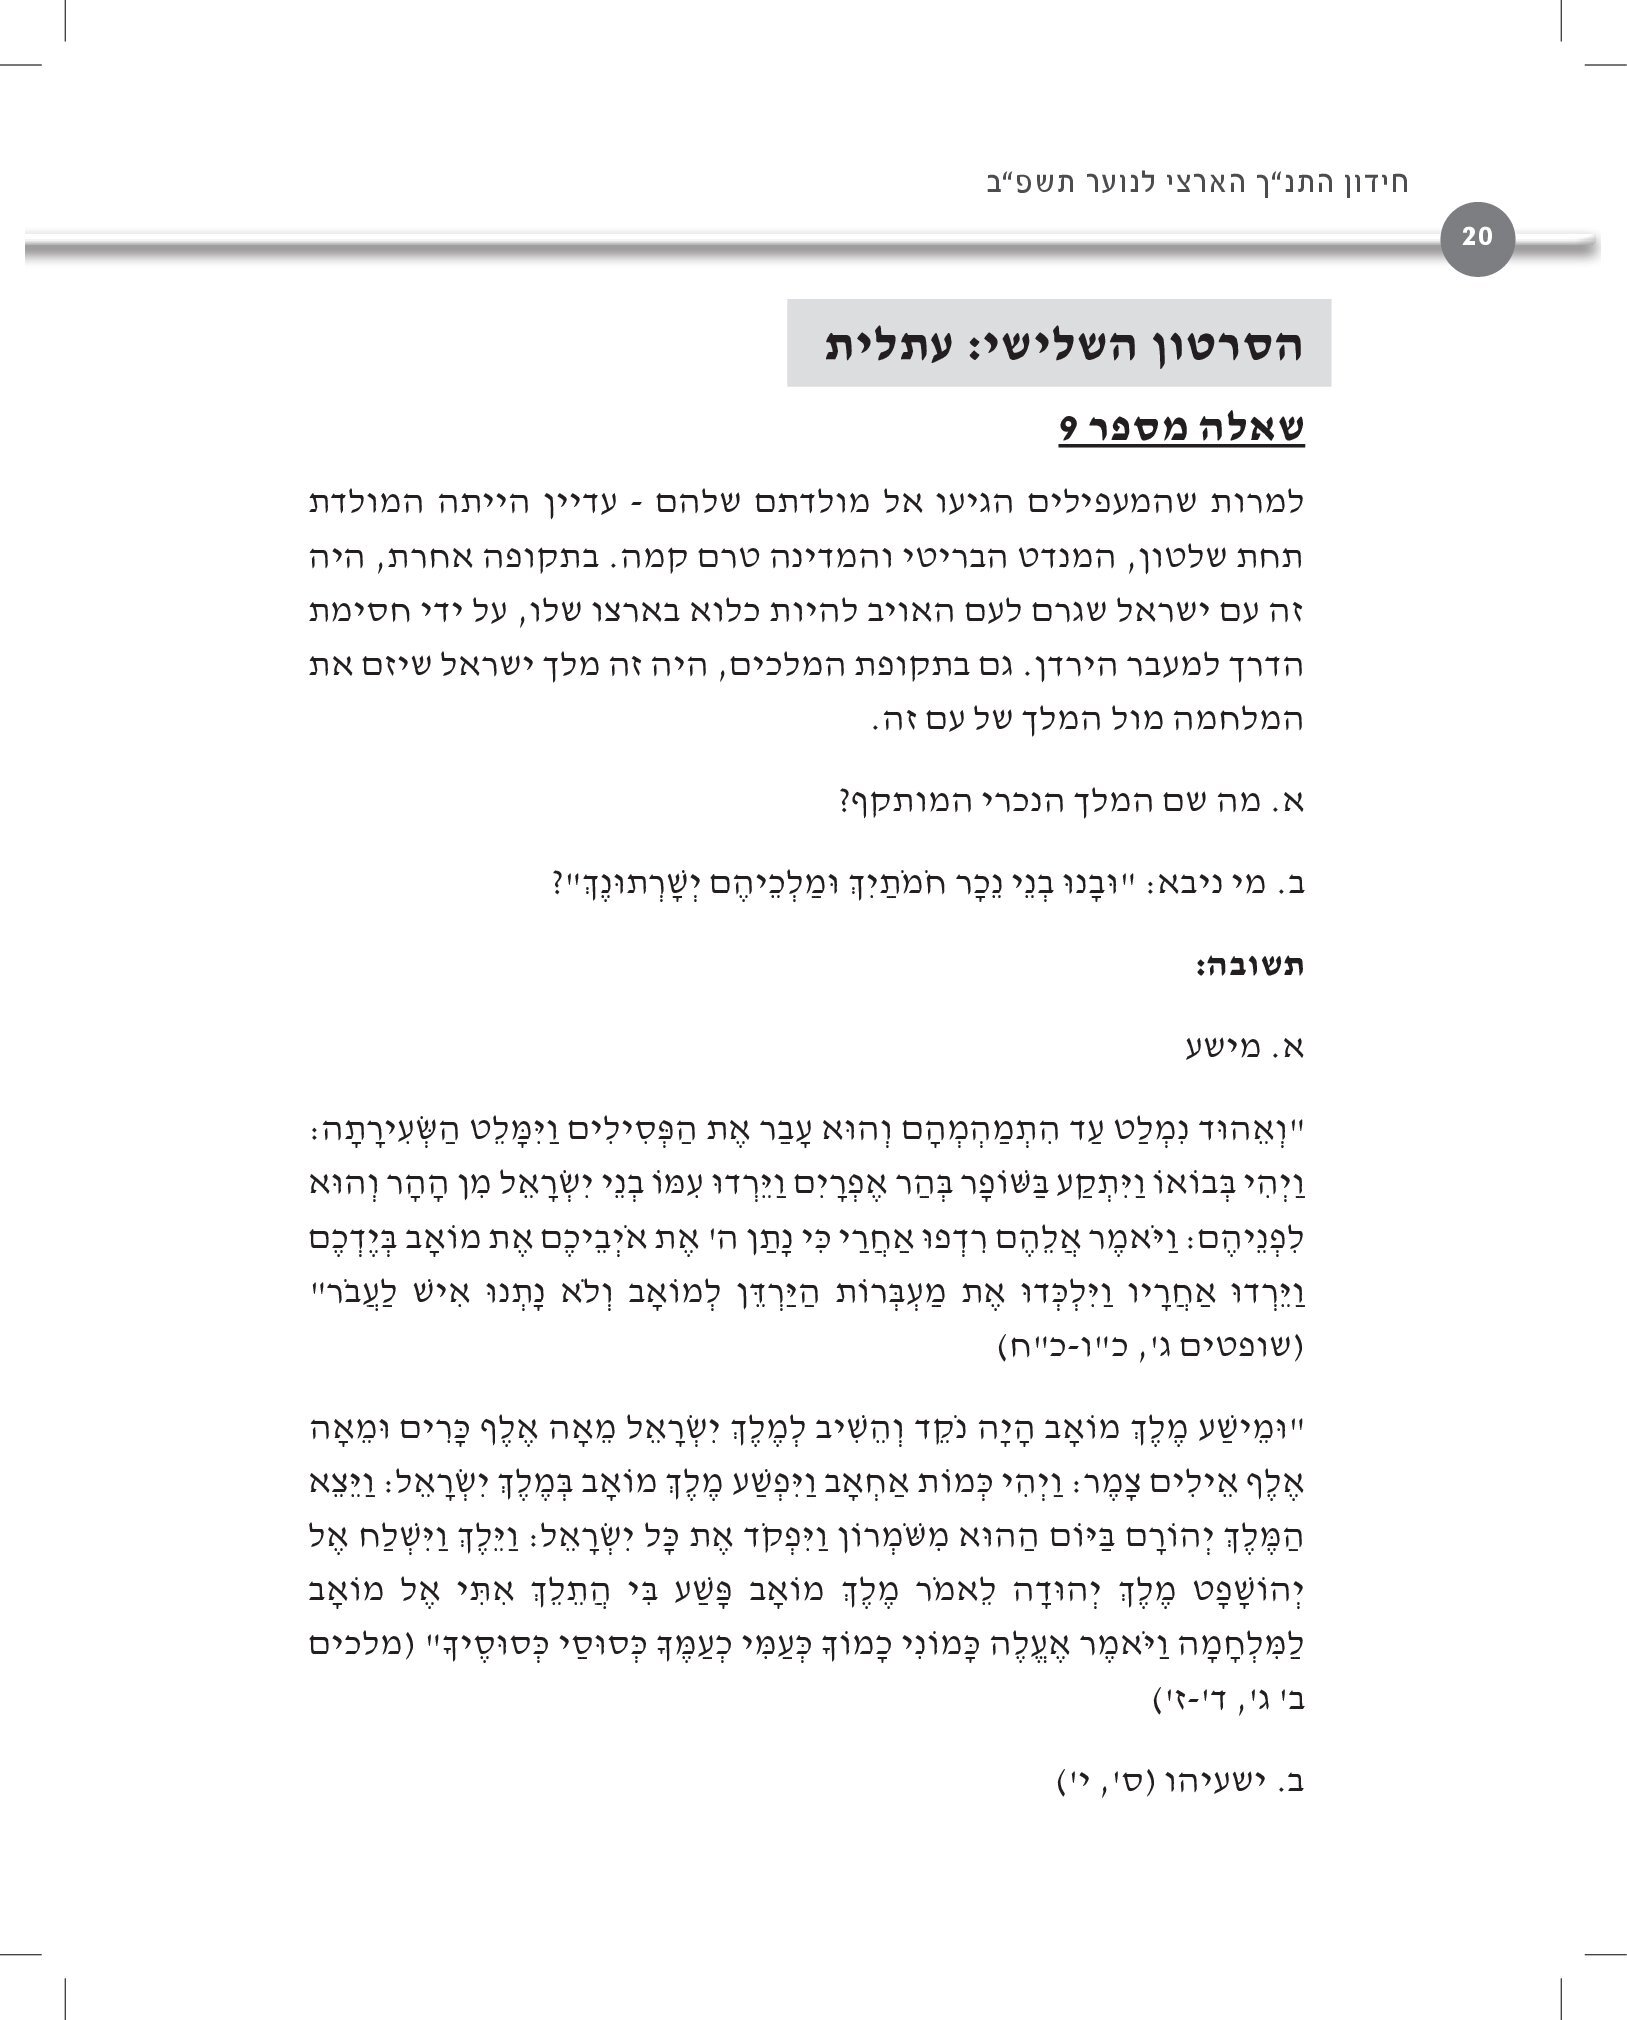 חידון התנ"ך הארצי לנוער תשפ"ב
20
הסרטון השלישי: עתלית
שאלה מספר 9
למרות שהמעפילים הגיעו אל מולדתם שלהם - עדיין הייתה המולדת
תחת שלטון, המנדט הבריטי והמדינה טרם קמה. בתקופה אחרת, היה
זה עם ישראל שגרם לעם האויב להיות כלוא בארצו שלו, על ידי חסימת
הדרך למעבר הירדן. גם בתקופת המלכים, היה זה מלך ישראל שיזם את
המלחמה מול המלך של עם זה.
א. מה שם המלך הנכרי המותקף?
ב. מי ניבא: "וּבָנוּ בְנֵי נֵכָר חֹמֹתַיִךְ וּמַלְכֵיהֶם יְשָׁרְתוּנֶךְ"?
תשובה:
א. מישע
"וְאֵהוּד נִמְלַט עַד הִתְמַהְמְהָם וְהוּא עָבַר אֶת הַפְּסִילִים וַיִּמָּלֵט הַשְּׂעִירָתָה:
וַיְהִי בְּבוֹאוֹ וַיִּתְקַע בַּשּׁוֹפָר בְּהַר אֶפְרָיִם וַיֵּרְדוּ עִמּוֹ בְנֵי יִשְׂרָאֵל מִן הָהָר וְהוּא
לִפְנֵיהֶם: וַיֹּאמֶר אֲלֵהֶם רִדְפוּ אַחֲרַי כִּי נָתַן ה' אֶת אֹיְבֵיכֶם אֶת מוֹאָב בְּיֶדְכֶם
וַיֵּרְדוּ אַחֲרָיו וַיִּלְכְּדוּ אֶת מַעְבְּרוֹת הַיַּרְדֵּן לְמוֹאָב וְלֹא נָתְנוּ אִישׁ לַעֲבֹר"
(שופטים ג', כ"ו-כ"ח)
"וּמֵישַׁע מֶלֶךְ מוֹאָב הָיָה נֹקֵד וְהֵשִׁיב לְמֶלֶךְ יִשְׂרָאֵל מֵאָה אֶלֶף כָּרִים וּמֵאָה
אֶלֶף אֵילִים צָמֶר: וַיְהִי כְּמוֹת אַחְאָב וַיִּפְשַׁע מֶלֶךְ מוֹאָב בְּמֶלֶךְ יִשְׂרָאֵל: וַיֵּצֵא
הַמֶּלֶךְ יְהוֹרָם בַּיּוֹם הַהוּא מִשֹּׁמְרוֹן וַיִּפְקֹד אֶת כָּל יִשְׂרָאֵל: וַיֵּלֶךְ וַיִּשְׁלַח אֶל
יְהוֹשָׁפָט מֶלֶךְ יְהוּדָה לֵאמֹר מֶלֶךְ מוֹאָב פָּשַׁע בִּי הֲתֵלֵךְ אִתִּי אֶל מוֹאָב
לַמִּלְחָמָה וַיֹּאמֶר אֶעֱלֶה כָּמוֹנִי כָמוֹךָ כְּעַמִּי כְעַמֶּךָ כְּסוּסַי כְּסוּסֶיךָ" (מלכים
ב' ג', ד'-ז')
ב. ישעיהו (ס', י')